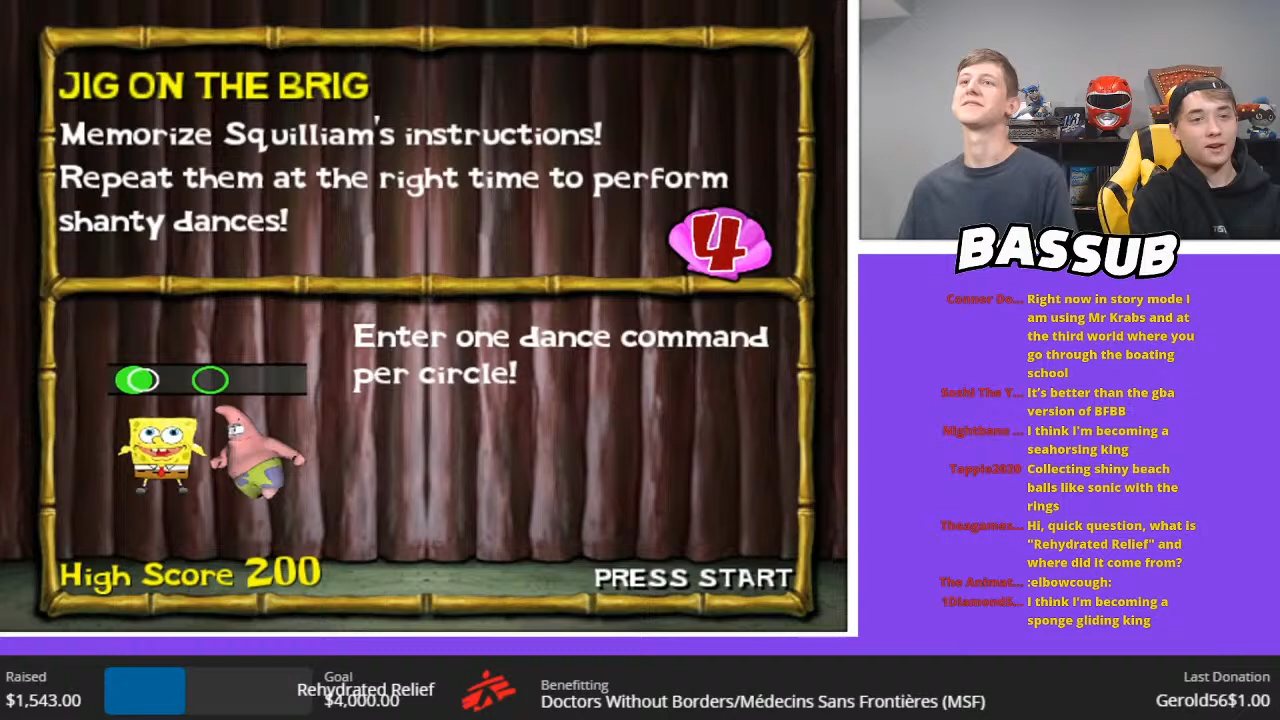 JIG ON THE BRIG
Memorize Squilliam's instructions!
Repeat them at the right time to perform
shanty dances!
4
Enter one dance command
per circle!
High Score 200
PRESS START
BASSUB
Connor Do... Right now in story mode I
am using Mr Krabs and at
the third world where you
go through the boating
school
It's better than the gba
version of BFBB
I think I'm becoming a
seahorsing king
Tappie2020 Collecting shiny beach
balls like sonic with the
rings
Theagames... Hi, quick question, what is
"Rehydrated Relief" and
where did it come from?
The Animat... :elbowcough:
I think I'm becoming a
sponge gliding king
Raised
$1,543.00
Goal
$4,000.00
Rehydrated Relief
Benefitting
Doctors Without Borders/Médecins Sans Frontières (MSF)
Last Donation
Gerold56$1.00